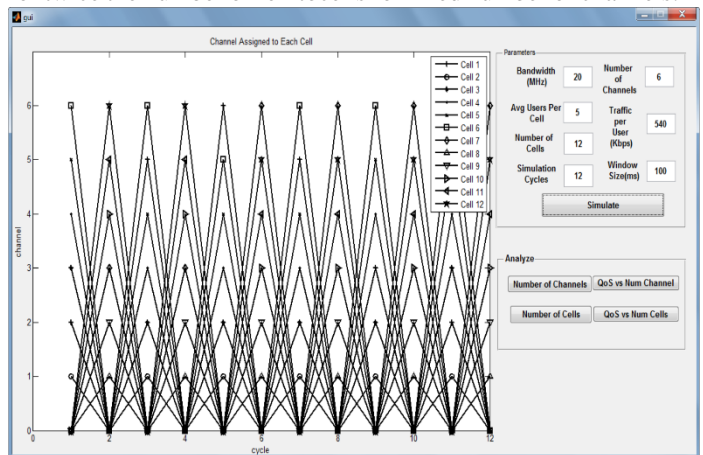 gui
Channel Assigned to Each Cell
channel
6
5
4
3
2
1
0
0
2
4
6
8
10
12
cycle
Cell 1
Cell 2
Cell 3
Cell 4
Cell 5
Cell 6
Cell 7
Cell 8
Cell 9
Cell 10
Cell 11
Cell 12
Parameters
Bandwidth
(MHz)
20
Number
of
Channels
6
Avg Users Per
Cell
5
Traffic
per
User
(Kbps)
540
Number of
Cells
12
Simulation
Cycles
12
Window
Size(ms)
100
Simulate
Analyze
Number of Channels
QoS vs Num Channel
Number of Cells
QoS vs Num Cells